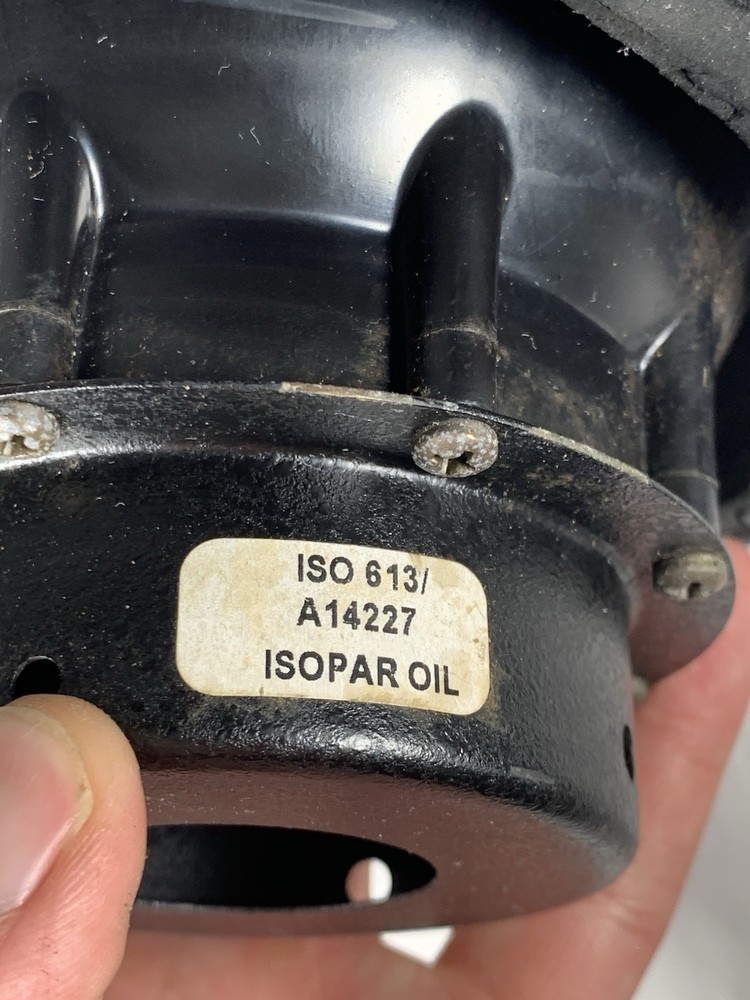 ISO 613/
A14227
ISOPAR OIL